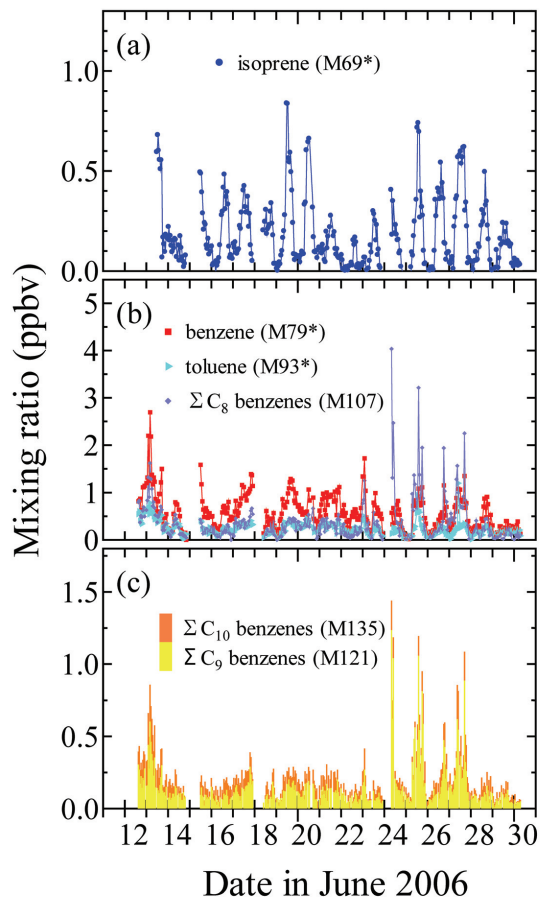 (a)
isoprene (M69*)
1.0
0.5
0.0
(b)
benzene (M79*)
toluene (M93*)
Σ C8 benzenes (M107)
5
4
3
2
1
0
Mixing ratio (ppbv)
(c)
Σ C10 benzenes (M135)
Σ C9 benzenes (M121)
1.5
1.0
0.5
0.0
12 14 16 18 20 22 24 26 28 30
Date in June 2006